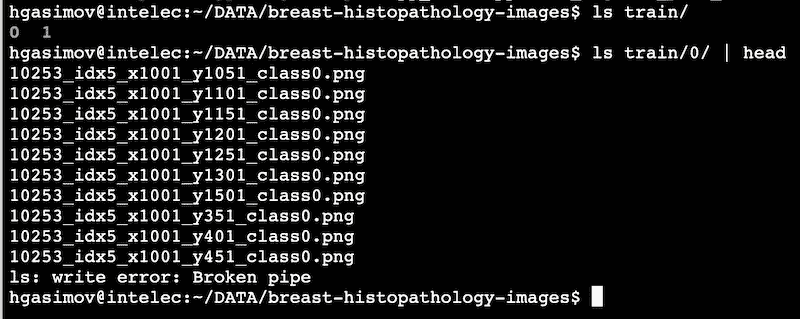 hgasimov@intelec:~/DATA/breast-histopathology-images$ ls train/
0  1
hgasimov@intelec:~/DATA/breast-histopathology-images$ ls train/0/ | head
10253_idx5_x1001_y1051_class0.png
10253_idx5_x1001_y1101_class0.png
10253_idx5_x1001_y1151_class0.png
10253_idx5_x1001_y1201_class0.png
10253_idx5_x1001_y1251_class0.png
10253_idx5_x1001_y1301_class0.png
10253_idx5_x1001_y1501_class0.png
10253_idx5_x1001_y351_class0.png
10253_idx5_x1001_y401_class0.png
10253_idx5_x1001_y451_class0.png
ls: write error: Broken pipe
hgasimov@intelec:~/DATA/breast-histopathology-images$